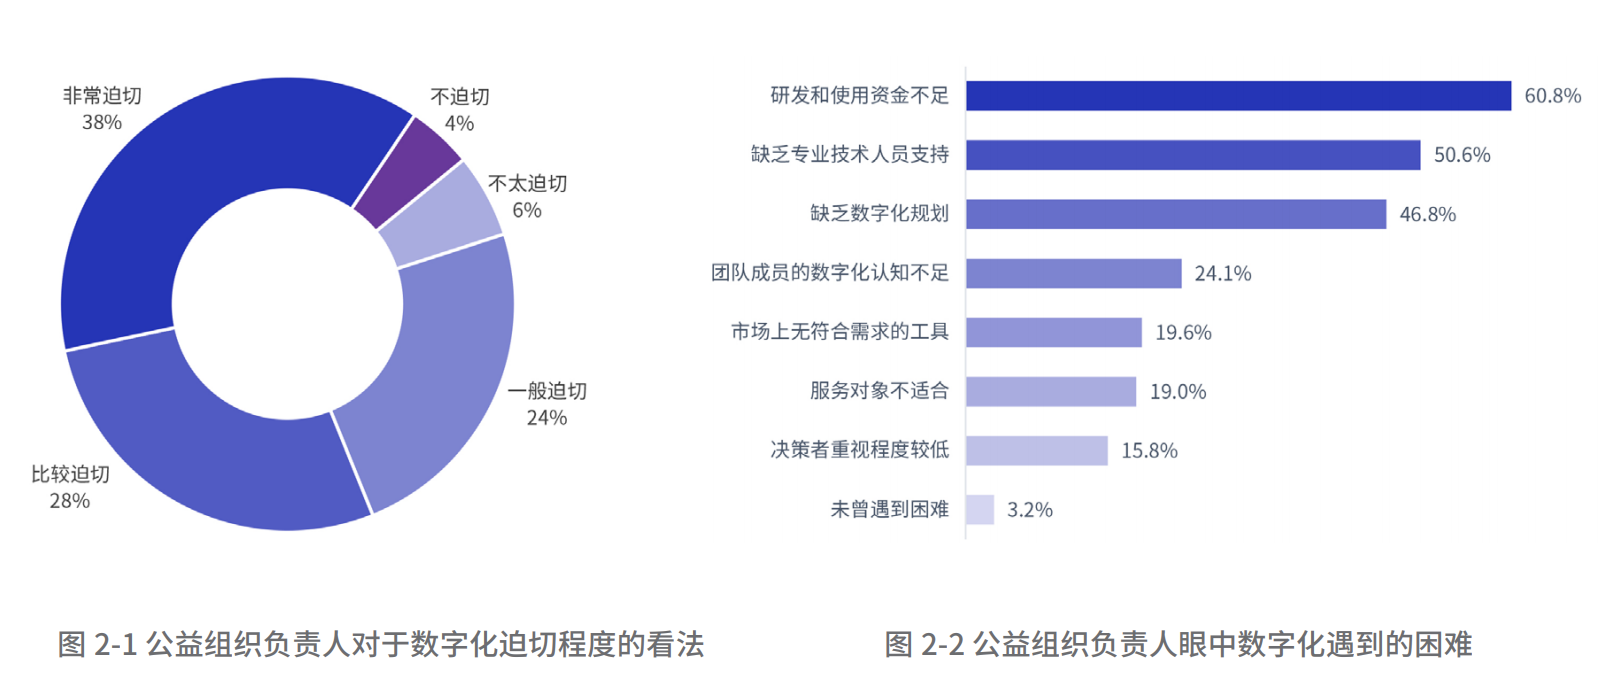 非常迫切
38%
不迫切
4%
不太迫切
6%
一般迫切
24%
比较迫切
28%
图 2-1 公益组织负责人对于数字化迫切程度的看法
研发和使用资金不足 60.8%
缺乏专业技术人员支持 50.6%
缺乏数字化规划 46.8%
团队成员的数字化认知不足 24.1%
市场上无符合需求的工具 19.6%
服务对象不适合 19.0%
决策者重视程度较低 15.8%
未曾遇到困难 3.2%
图 2-2 公益组织负责人眼中数字化遇到的困难